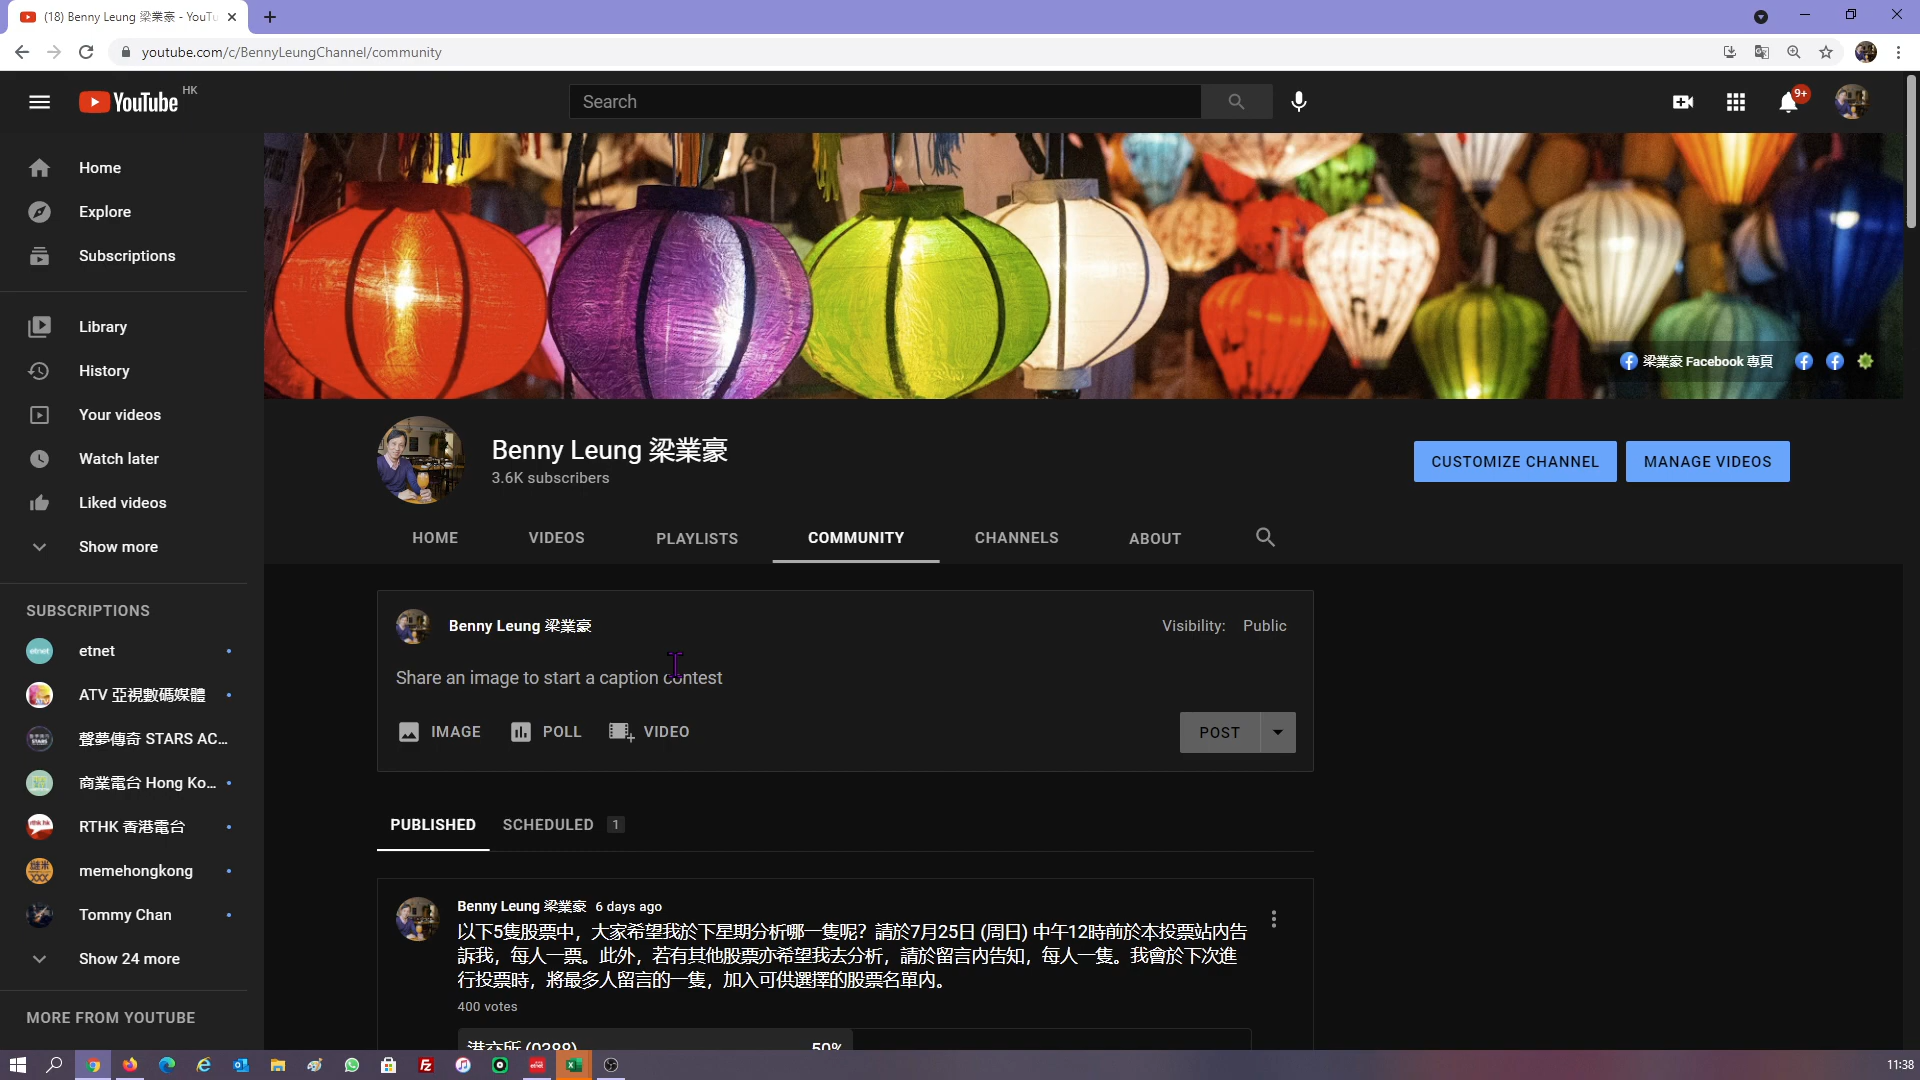 (18) Benny Leung 梁業豪 - YouTu
youtube.com/c/BennyLeungChannel/community
YouTube HK
Search
9+
Home
Explore
Subscriptions
Library
History
Your videos
Watch later
Liked videos
Show more
SUBSCRIPTIONS
etnet
ATV 亞視數碼媒體
聲夢傳奇 STARS AC...
商業電台 Hong Ko...
RTHK 香港電台
memehongkong
Tommy Chan
Show 24 more
MORE FROM YOUTUBE
梁業豪 Facebook 專頁
Benny Leung 梁業豪
3.6K subscribers
CUSTOMIZE CHANNEL
MANAGE VIDEOS
HOME
VIDEOS
PLAYLISTS
COMMUNITY
CHANNELS
ABOUT
Benny Leung 梁業豪
Visibility: Public
Share an image to start a caption contest
IMAGE
POLL
VIDEO
POST
PUBLISHED
SCHEDULED 1
Benny Leung 梁業豪 6 days ago
以下5隻股票中，大家希望我於下星期分析哪一隻呢？請於7月25日 (周日) 中午12時前於本投票站內告
訴我，每人一票。此外，若有其他股票亦希望我去分析，請於留言內告知，每人一隻。我會於下次進
行投票時，將最多人留言的一隻，加入可供選擇的股票名單內。
400 votes
港交所 (0388) 50%
11:38